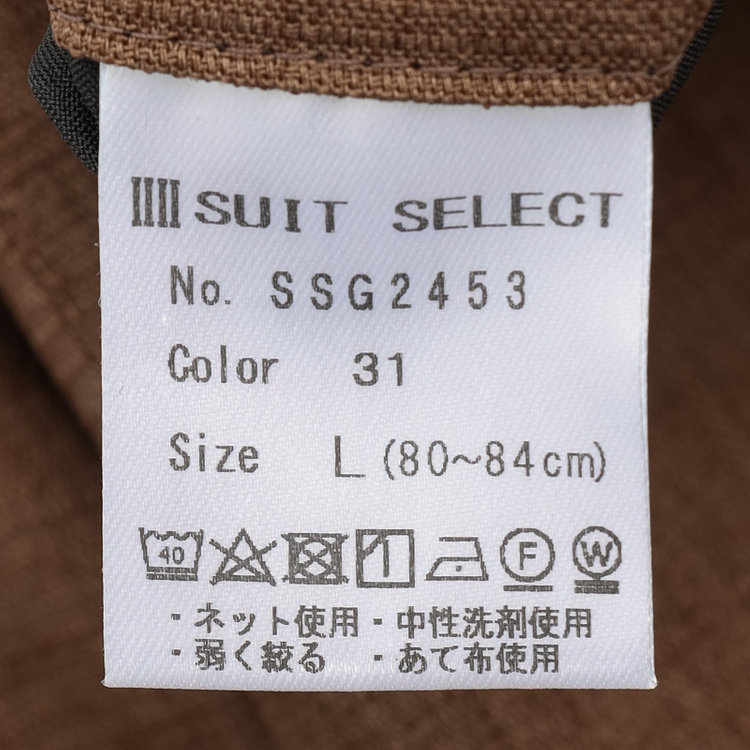 SUIT SELECT
No. SSG2453
Color 31
Size L (80~84cm)
40 F W
・ネット使用・中性洗剤使用
・弱く絞る ・あて布使用